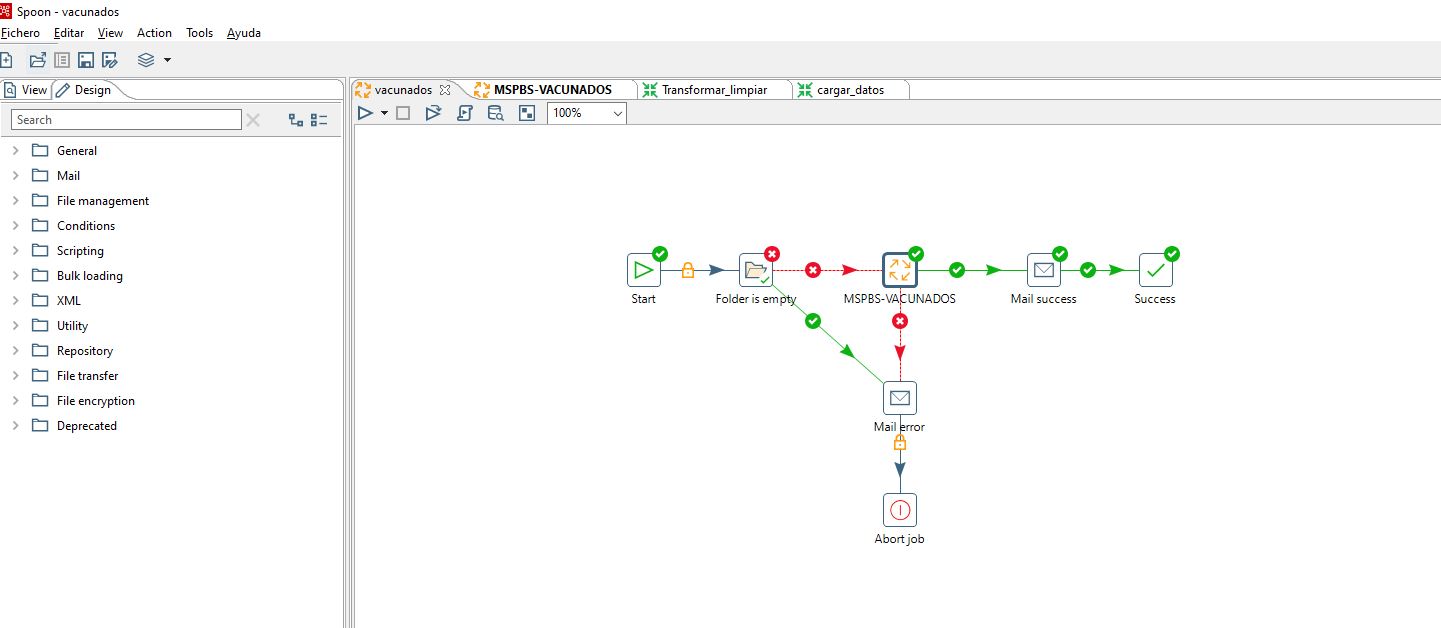 Spoon - vacunados
Fichero Editar View Action Tools Ayuda
View Design
vacunados MSPBS-VACUNADOS Transformar_limpiar cargar_datos
Search
100%
General
Mail
File management
Conditions
Scripting
Bulk loading
XML
Utility
Repository
File transfer
File encryption
Deprecated
Start Folder is empty MSPBS-VACUNADOS Mail success Success
Mail error
Abort job